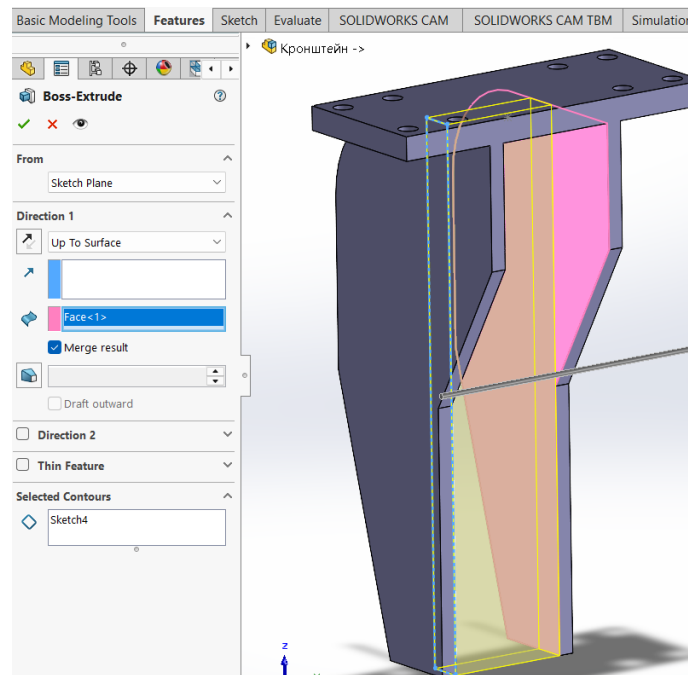 Basic Modeling Tools Features Sketch Evaluate SOLIDWORKS CAM SOLIDWORKS CAM TBM Simulation
Кронштейн ->
Boss-Extrude
From
Sketch Plane
Direction 1
Up To Surface
Face<1>
Merge result
Draft outward
Direction 2
Thin Feature
Selected Contours
Sketch4
z